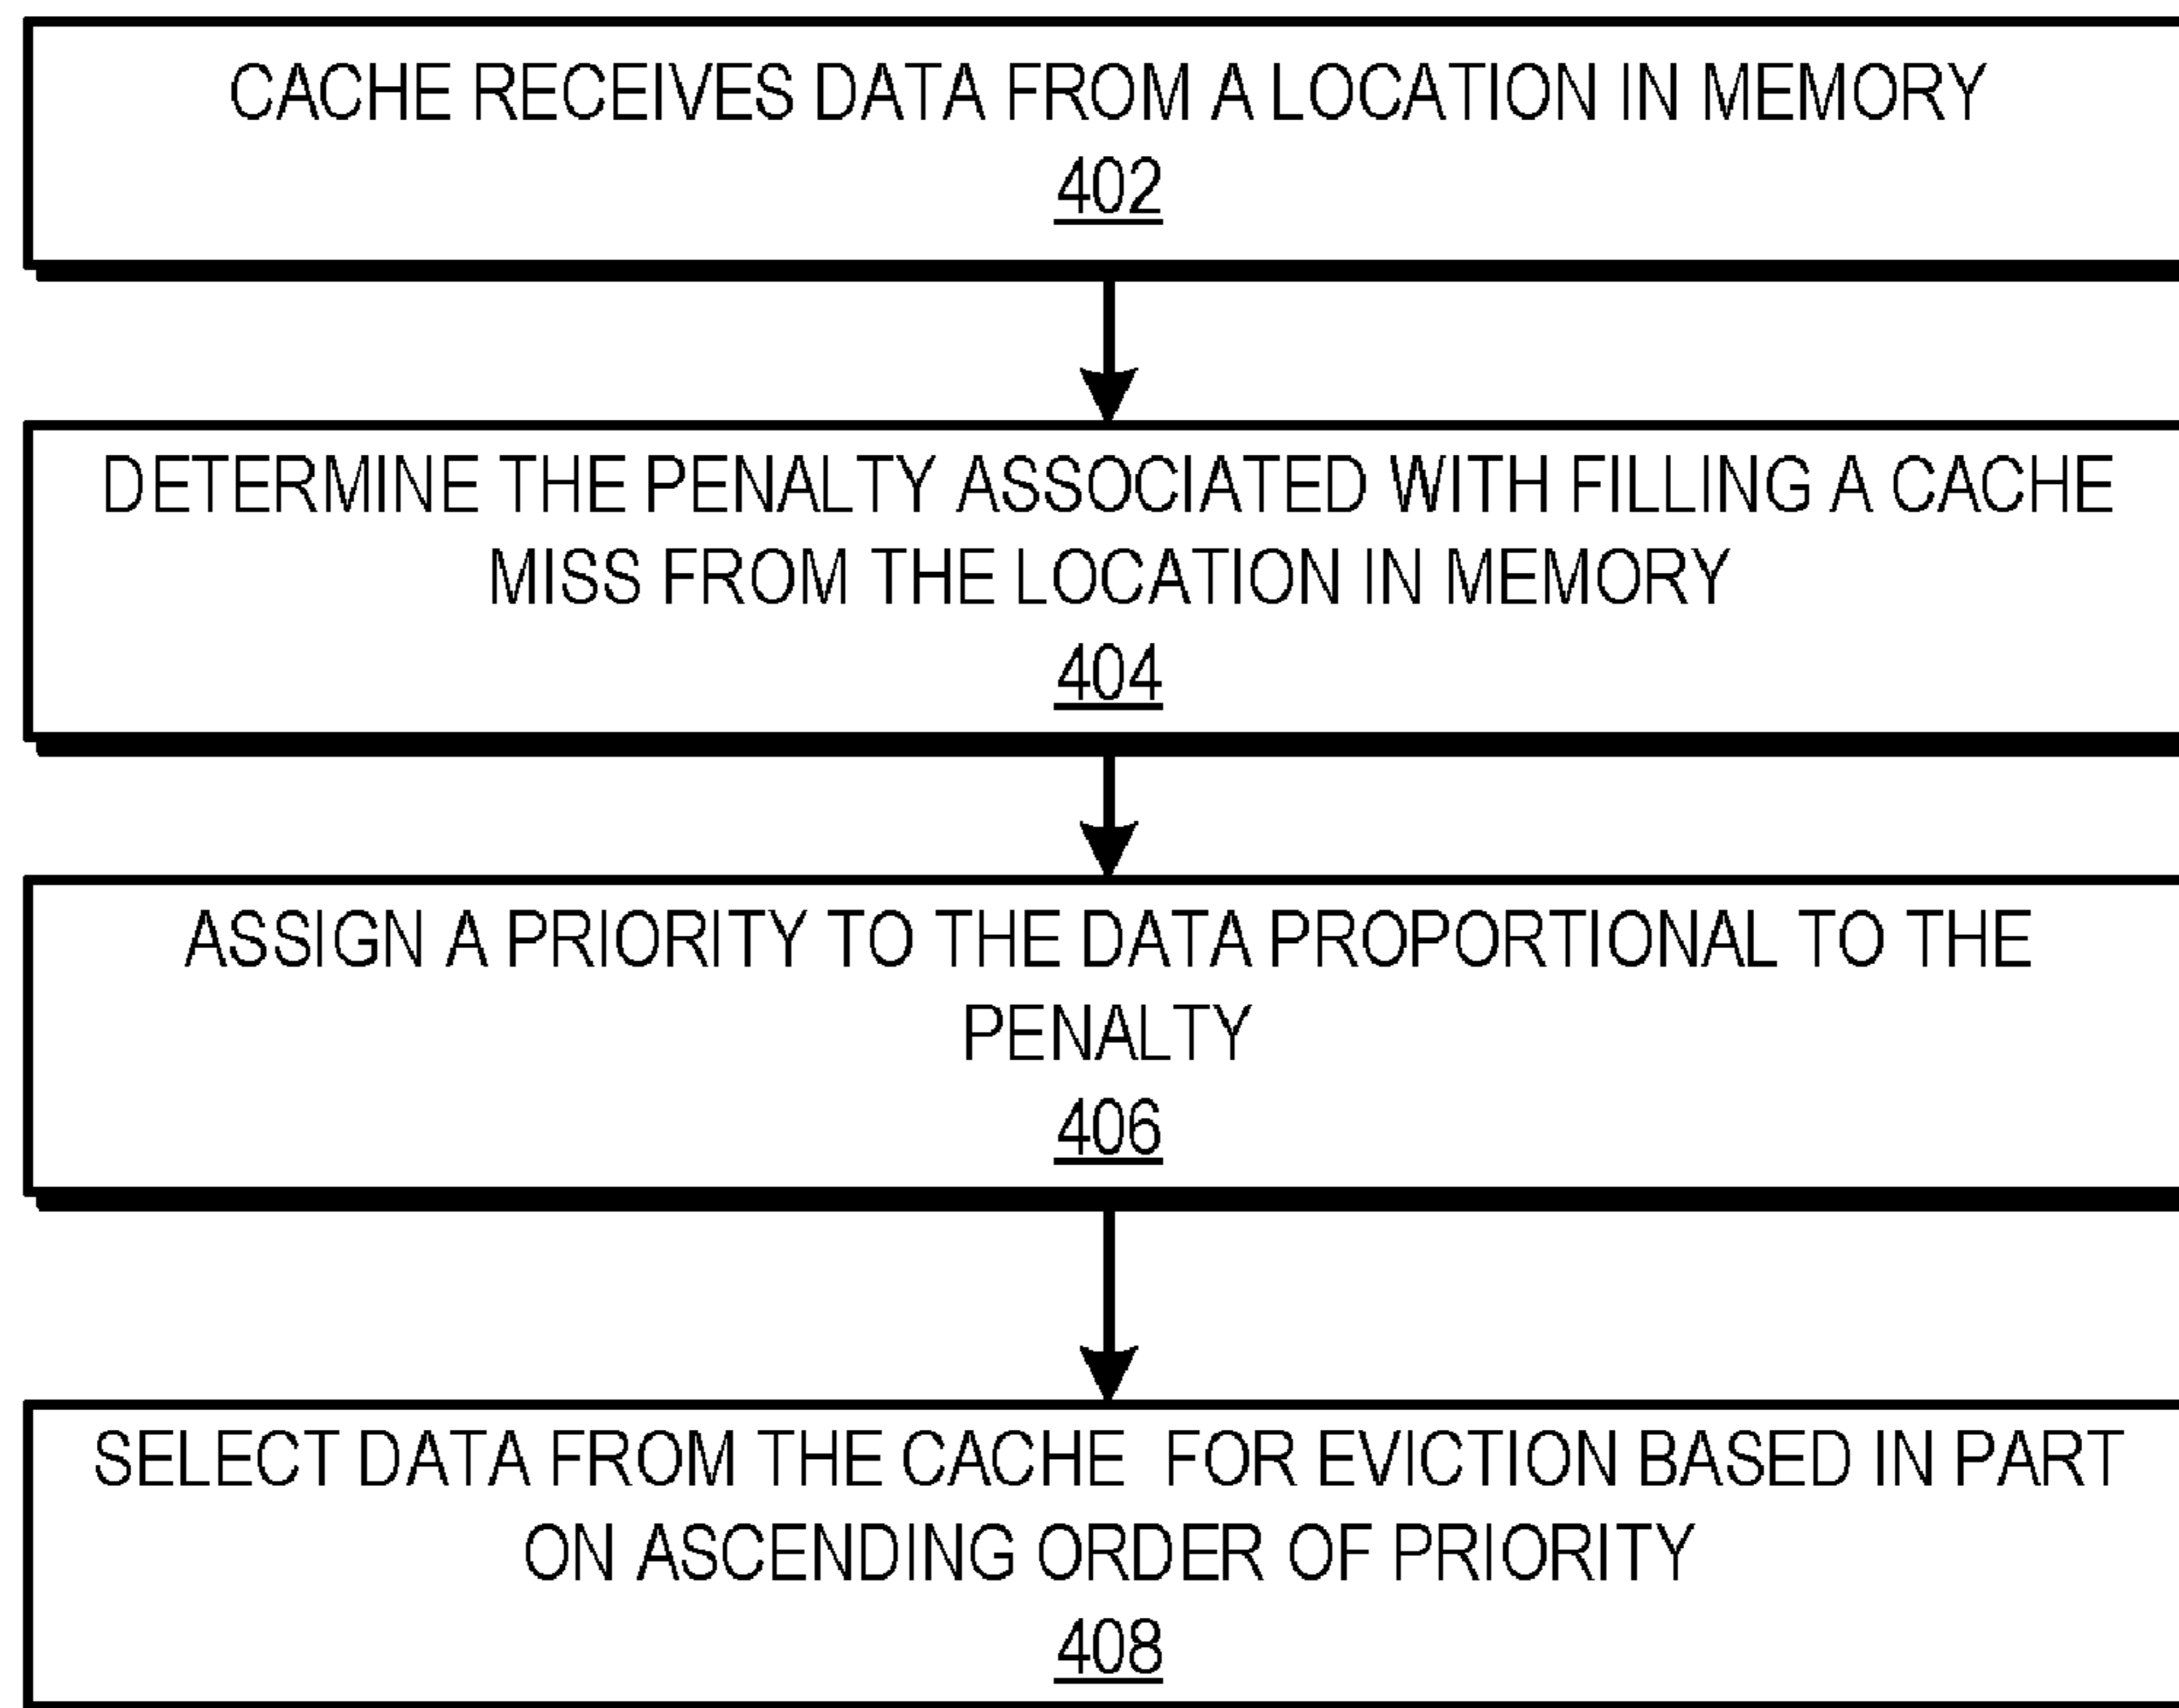 CACHE RECEIVES DATA FROM A LOCATION IN MEMORY
402
DETERMINE THE PENALTY ASSOCIATED WITH FILLING A CACHE
MISS FROM THE LOCATION IN MEMORY
404
ASSIGN A PRIORITY TO THE DATA PROPORTIONAL TO THE
PENALTY
406
SELECT DATA FROM THE CACHE FOR EVICTION BASED IN PART
ON ASCENDING ORDER OF PRIORITY
408